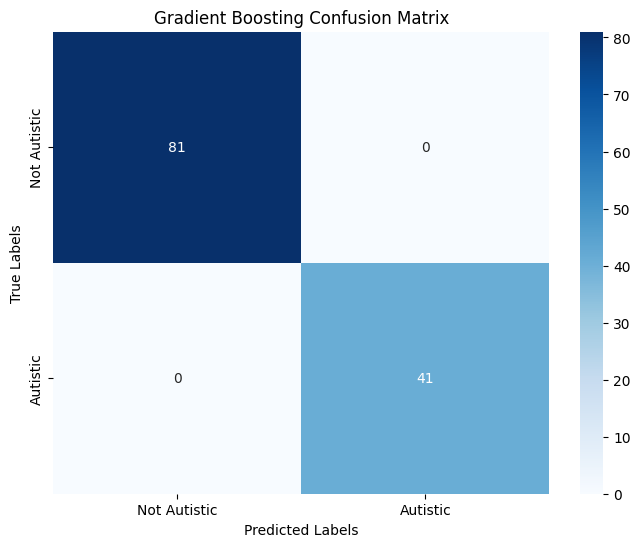 Gradient Boosting Confusion Matrix
True Labels
Not Autistic
81
0
Autistic
0
41
Not Autistic
Autistic
Predicted Labels
80
70
60
50
40
30
20
10
0